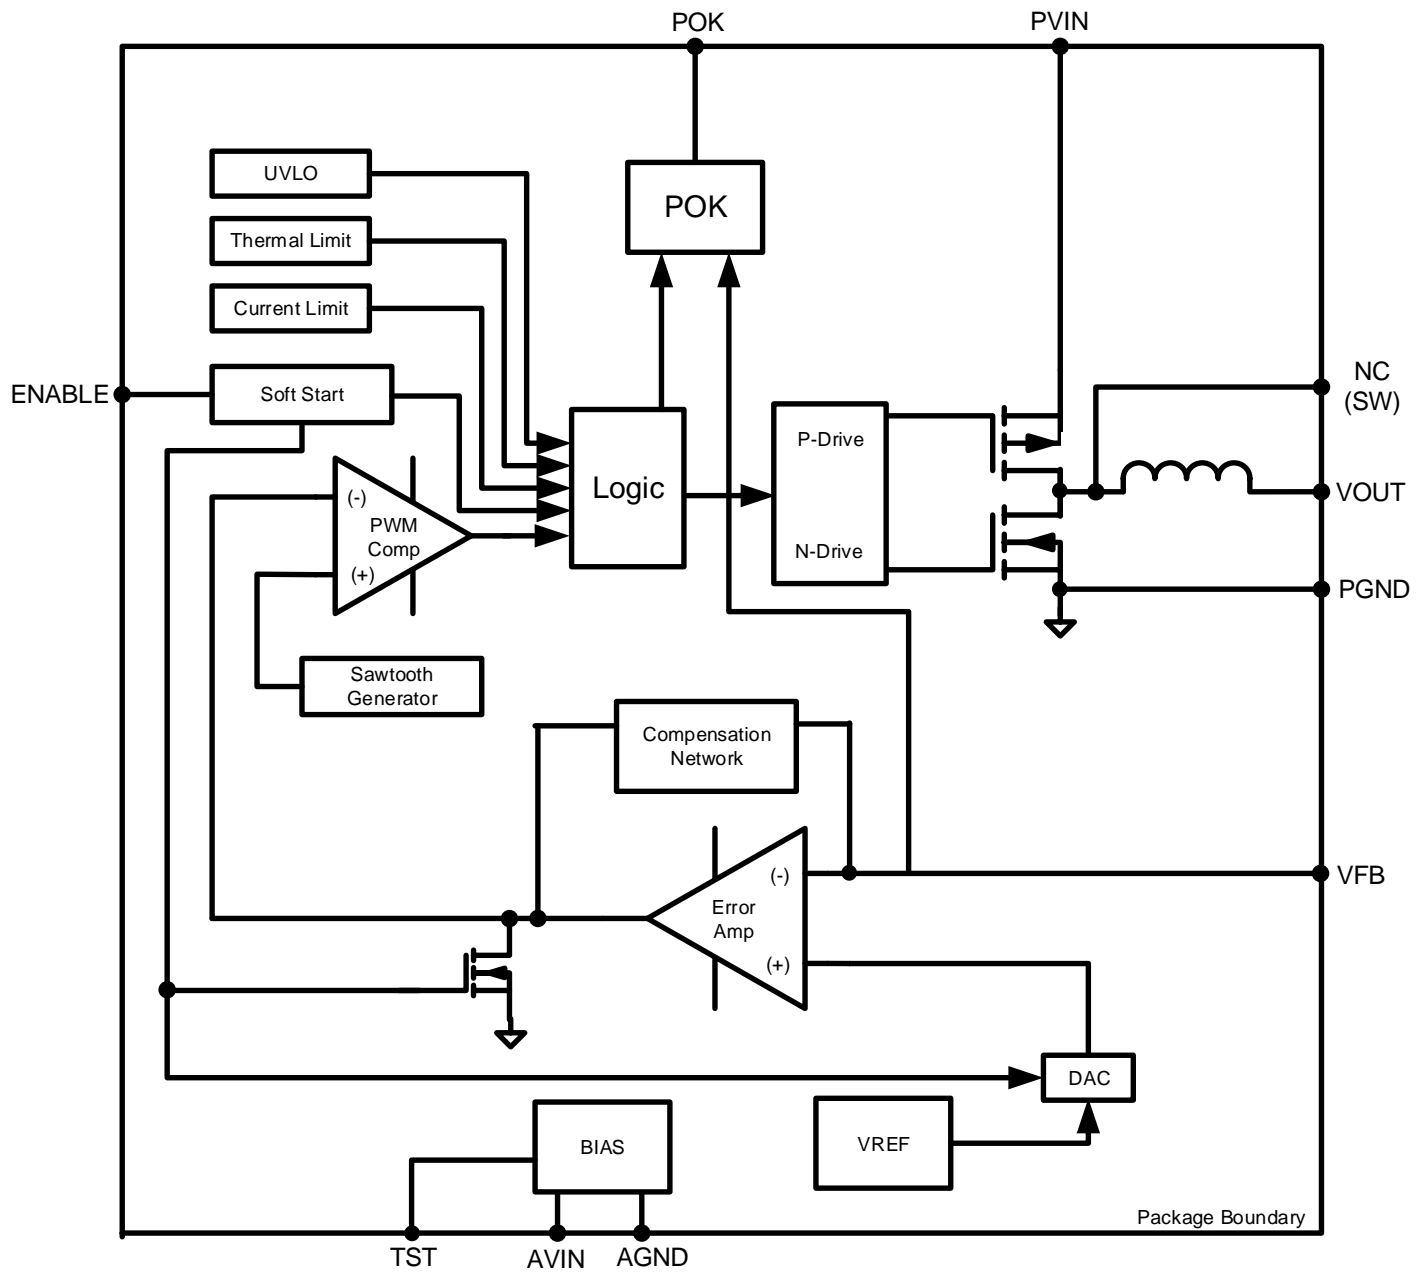 POK
PVIN
UVLO
POK
Thermal Limit
Current Limit
ENABLE
Soft Start
NC
(SW)
P-Drive
Logic
(-)
PWM
Comp
(+)
VOUT
N-Drive
PGND
Sawtooth
Generator
Compensation
Network
(-)
Error
Amp
(+)
VFB
DAC
BIAS
VREF
Package Boundary
TST
AVIN
AGND